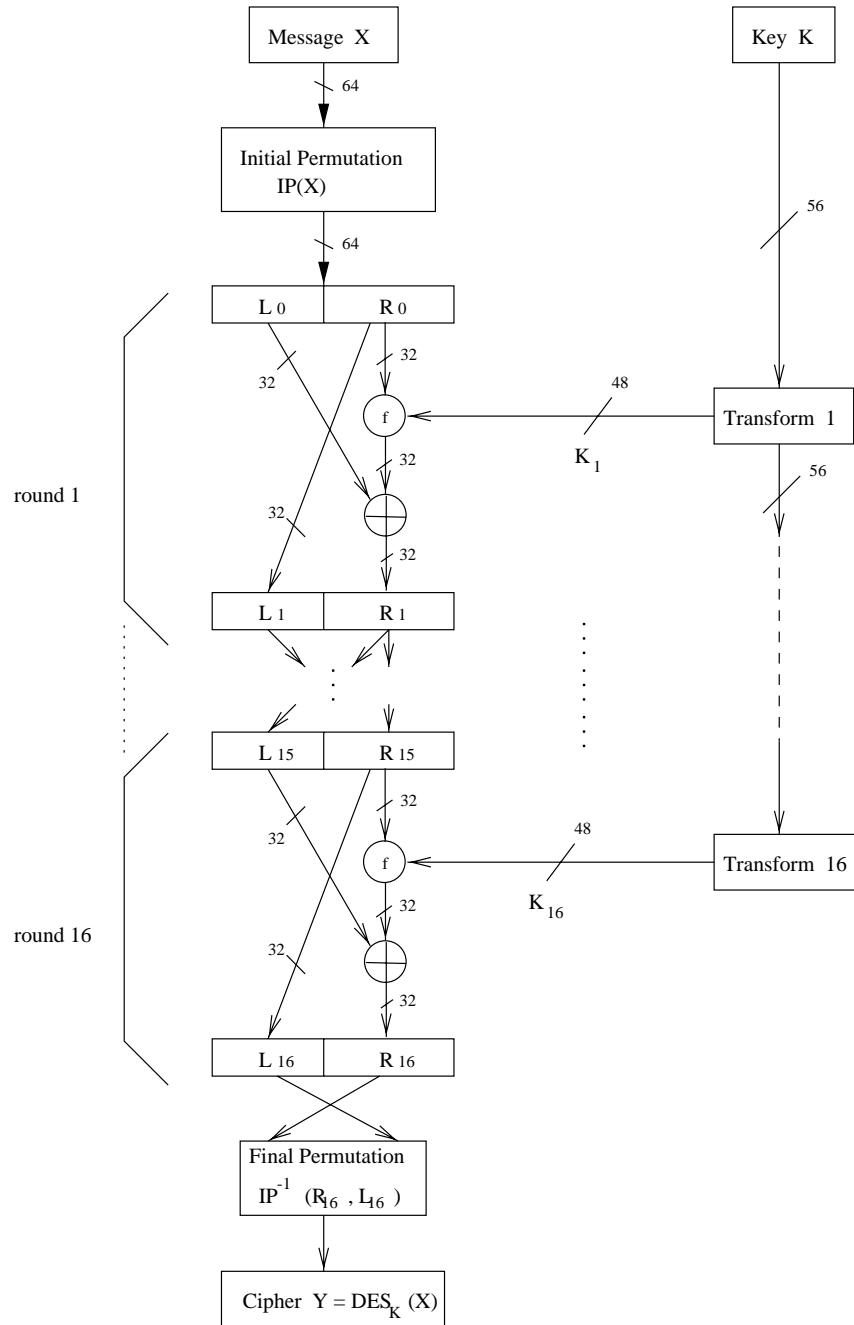 Message X
Key K
64
Initial Permutation
IP(X)
56
64
L 0
R 0
32
32
48
f
Transform 1
K 1
32
56
round 1
32
32
L 1
R 1
L 15
R 15
32
32
48
f
Transform 16
K 16
32
round 16
32
32
L 16
R 16
Final Permutation
IP -1 (R 16 , L 16 )
Cipher Y = DES K (X)